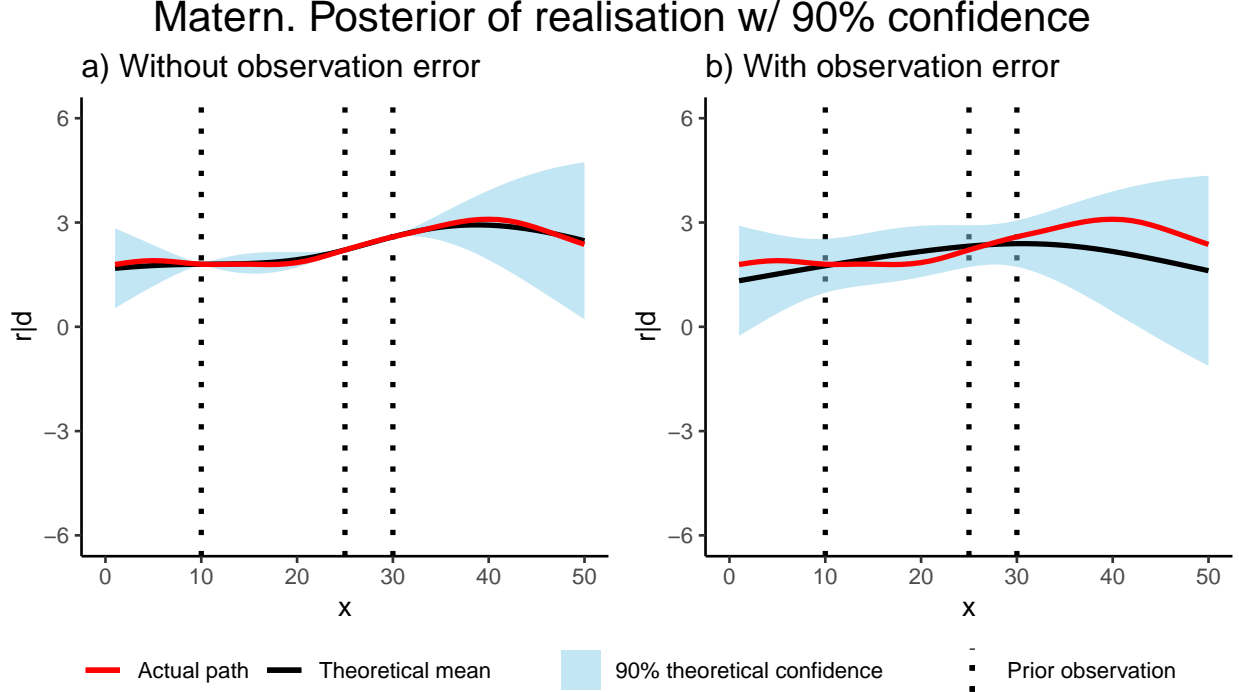 Matern. Posterior of realisation w/ 90% confidence
a) Without observation error
b) With observation error
6
3
0
−3
−6
r|d
0 10 20 30 40 50
x
6
3
0
−3
−6
r|d
0 10 20 30 40 50
x
Actual path Theoretical mean 90% theoretical confidence Prior observation